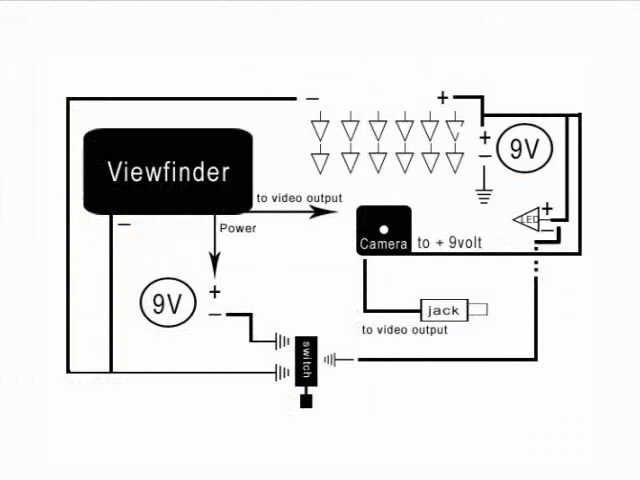 − +
Viewfinder
+
−
9V
to video output
LED
+
−
−
Power
Camera
to + 9volt
9V
+
−
jack
to video output
switch